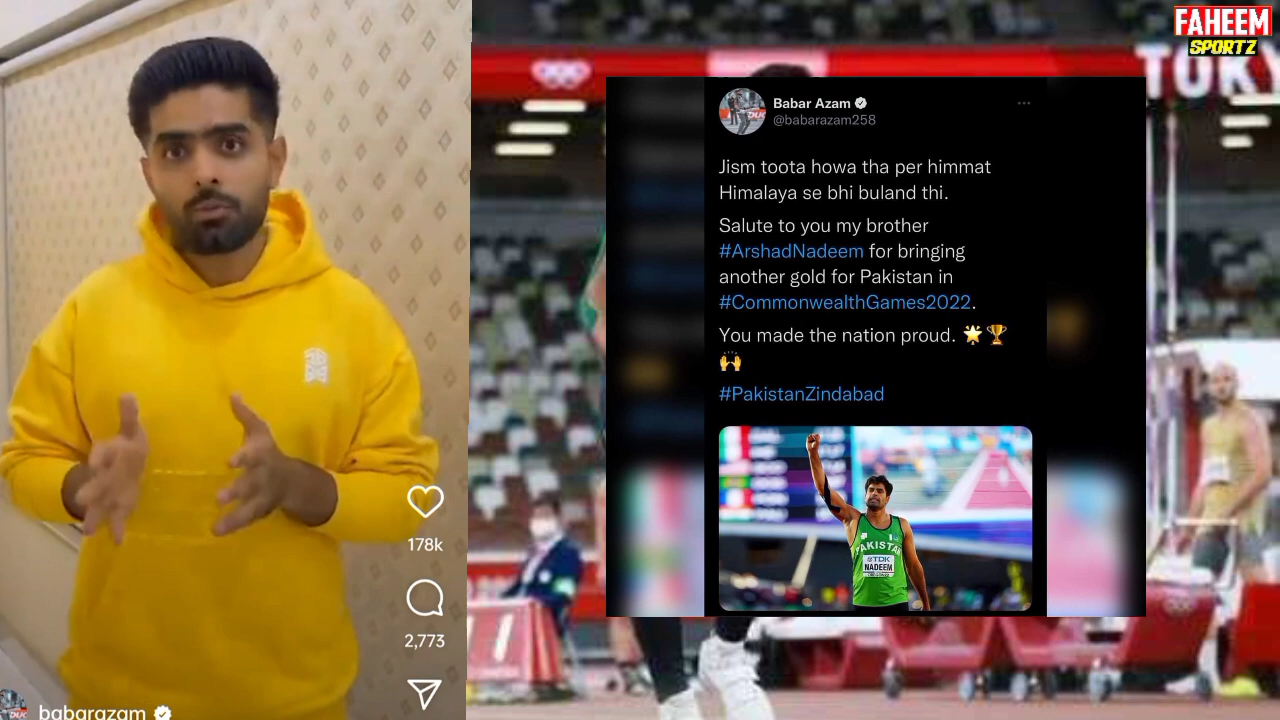 FAHEEM
SPORTZ
TOKY
Babar Azam
@babarazam258
Jism toota howa tha per himmat
Himalaya se bhi buland thi.
Salute to you my brother
#ArshadNadeem for bringing
another gold for Pakistan in
#CommonwealthGames2022.
You made the nation proud. 🌟🏆
🙌
#PakistanZindabad
PAKISTAN
TDK
NADEEM
178k
2,773
babarazam